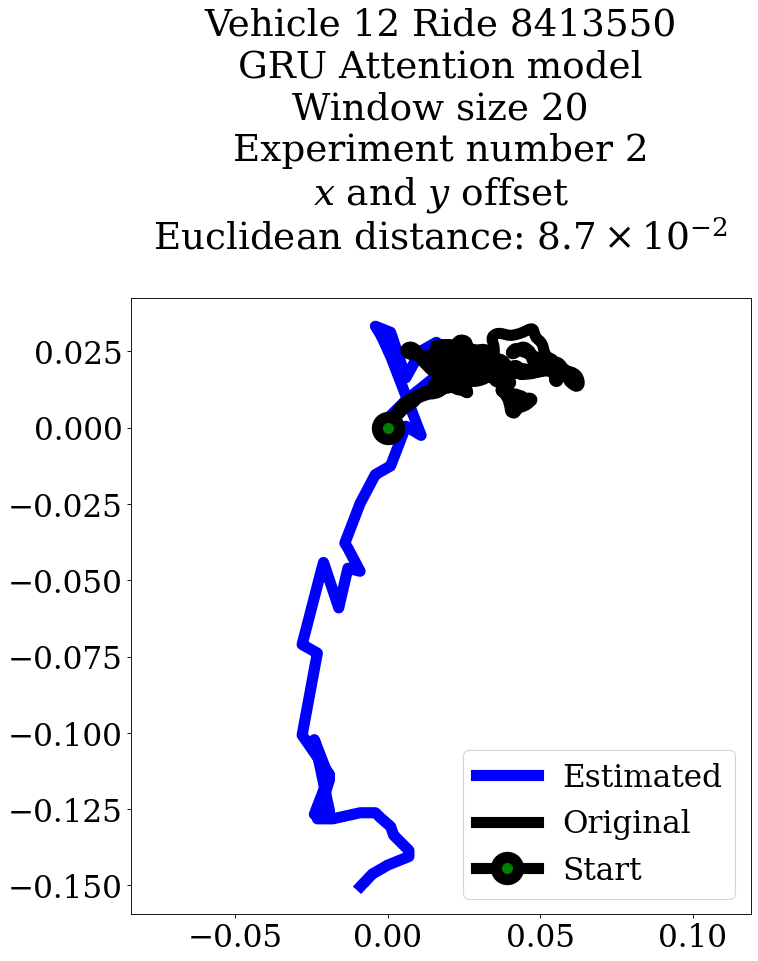 Vehicle 12 Ride 8413550
GRU Attention model
Window size 20
Experiment number 2
x and y offset
Euclidean distance: 8.7 × 10⁻²
0.025
0.000
−0.025
−0.050
−0.075
−0.100
−0.125
−0.150
Estimated
Original
Start
−0.05
0.00
0.05
0.10